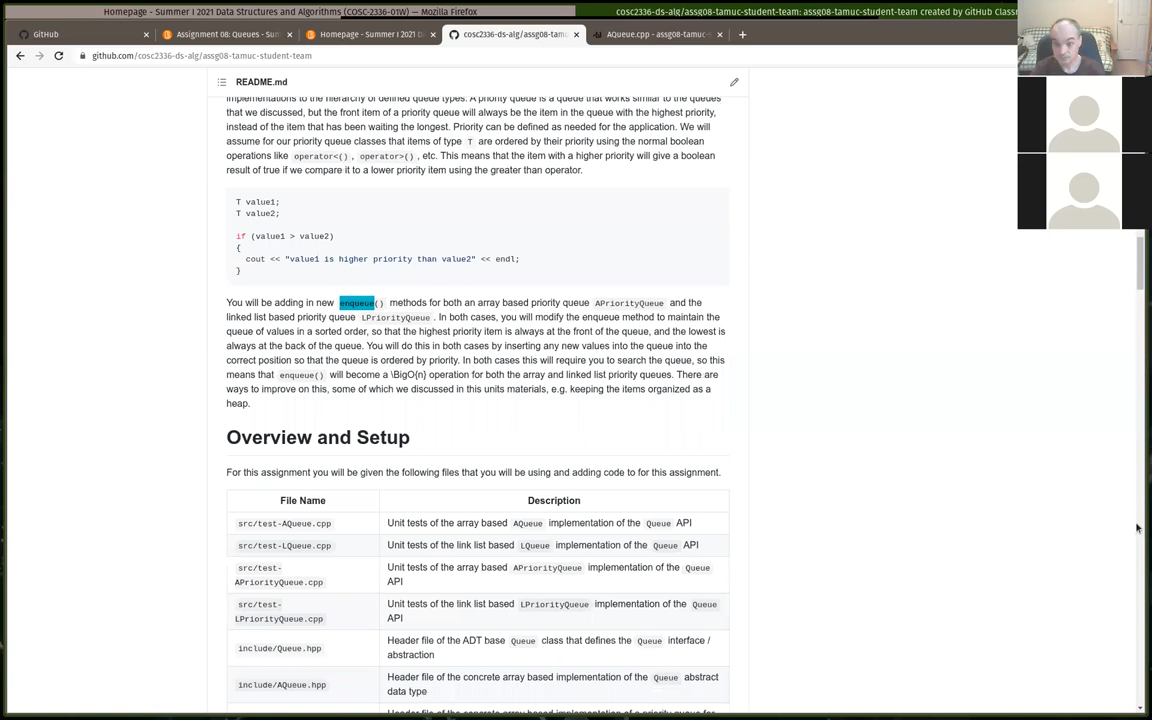 Homepage - Summer I 2021 Data Structures and Algorithms (COSC-2336-01W) — Mozilla Firefox
cosc2336-ds-alg/assg08-tamuc-student-team: assg08-tamuc-student-team created by GitHub Class
GitHub
Assignment 08: Queues - Sum
Homepage - Summer I 2021 D
cosc2336-ds-alg/assg08-tamu
AQueue.cpp - assg08-tamuc-s
github.com/cosc2336-ds-alg/assg08-tamuc-student-team
README.md
implementations to the hierarchy of defined queue types. A priority queue is a queue that works similar to the queues
that we discussed, but the front item of a priority queue will always be the item in the queue with the highest priority,
instead of the item that has been waiting the longest. Priority can be defined as needed for the application. We will
assume for our priority queue classes that items of type T are ordered by their priority using the normal boolean
operations like operator<() , operator>() , etc. This means that the item with a higher priority will give a boolean
result of true if we compare it to a lower priority item using the greater than operator.
T value1;
T value2;
if (value1 > value2)
{
cout << "value1 is higher priority than value2" << endl;
}
You will be adding in new enqueue() methods for both an array based priority queue APriorityQueue and the
linked list based priority queue LPriorityQueue . In both cases, you will modify the enqueue method to maintain the
queue of values in a sorted order, so that the highest priority item is always at the front of the queue, and the lowest is
always at the back of the queue. You will do this in both cases by inserting any new values into the queue into the
correct position so that the queue is ordered by priority. In both cases this will require you to search the queue, so this
means that enqueue() will become a \BigO{n} operation for both the array and linked list priority queues. There are
ways to improve on this, some of which we discussed in this units materials, e.g. keeping the items organized as a
heap.
Overview and Setup
For this assignment you will be given the following files that you will be using and adding code to for this assignment.
File Name Description
src/test-AQueue.cpp Unit tests of the array based AQueue implementation of the Queue API
src/test-LQueue.cpp Unit tests of the link list based LQueue implementation of the Queue API
src/test- Unit tests of the array based APriorityQueue implementation of the Queue
APriorityQueue.cpp API
src/test- Unit tests of the link list based LPriorityQueue implementation of the Queue
LPriorityQueue.cpp API
include/Queue.hpp Header file of the ADT base Queue class that defines the Queue interface /
abstraction
include/AQueue.hpp Header file of the concrete array based implementation of the Queue abstract
data type